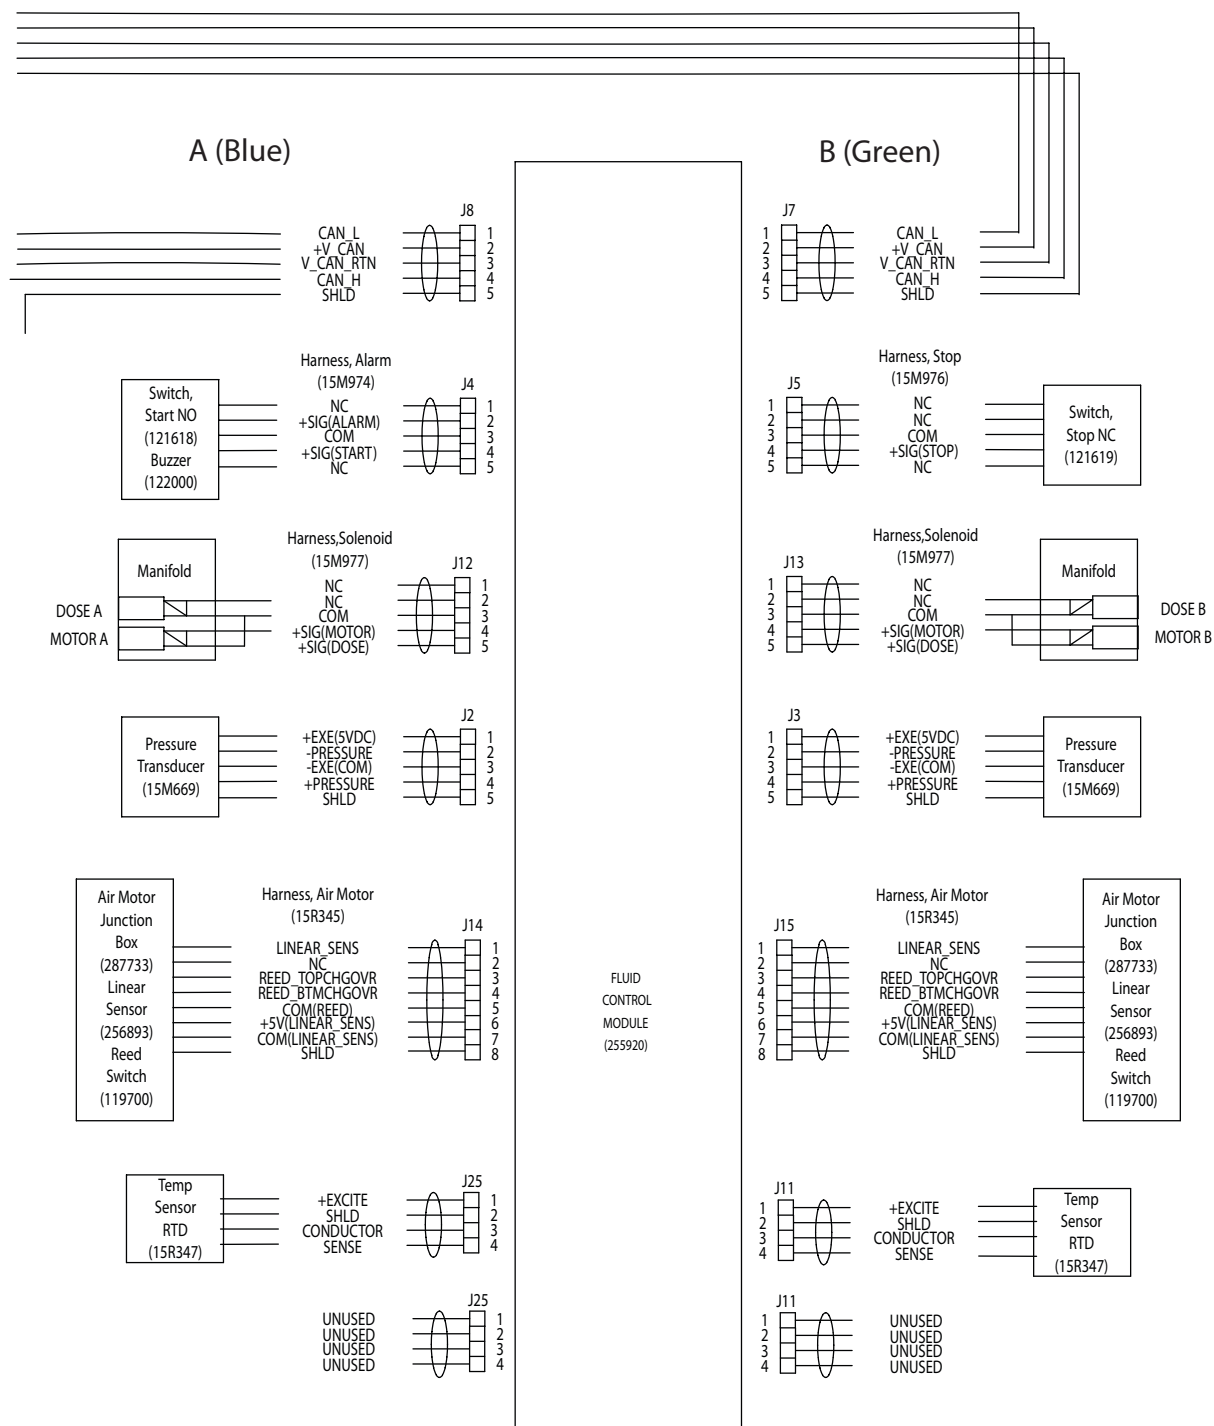 A (Blue)
B (Green)
J8
CAN_L 1
+V_CAN 2
V_CAN_RTN 3
CAN_H 4
SHLD 5
J7
1 CAN_L
2 +V_CAN
3 V_CAN_RTN
4 CAN_H
5 SHLD
Harness, Alarm
(15M974)
J4
Switch,
Start NO
(121618)
Buzzer
(122000)
NC 1
+SIG(ALARM) 2
COM 3
+SIG(START) 4
NC 5
Harness, Stop
(15M976)
J5
1 NC
2 NC
3 COM
4 +SIG(STOP)
5 NC
Switch,
Stop NC
(121619)
Harness,Solenoid
(15M977)
J12
Manifold
DOSE A
MOTOR A
NC 1
NC 2
COM 3
+SIG(MOTOR) 4
+SIG(DOSE) 5
Harness,Solenoid
(15M977)
J13
1 NC
2 NC
3 COM
4 +SIG(MOTOR)
5 +SIG(DOSE)
Manifold
DOSE B
MOTOR B
J2
Pressure
Transducer
(15M669)
+EXE(5VDC) 1
-PRESSURE 2
-EXE(COM) 3
+PRESSURE 4
SHLD 5
J3
1 +EXE(5VDC)
2 -PRESSURE
3 -EXE(COM)
4 +PRESSURE
5 SHLD
Pressure
Transducer
(15M669)
Air Motor
Junction
Box
(287733)
Linear
Sensor
(256893)
Reed
Switch
(119700)
Harness, Air Motor
(15R345)
J14
LINEAR_SENS 1
NC 2
REED_TOPCHGOVR 3
REED_BTMCHGOVR 4
COM(REED) 5
+5V(LINEAR_SENS) 6
COM(LINEAR_SENS) 7
SHLD 8
FLUID
CONTROL
MODULE
(255920)
Harness, Air Motor
(15R345)
J15
1 LINEAR_SENS
2 NC
3 REED_TOPCHGOVR
4 REED_BTMCHGOVR
5 COM(REED)
6 +5V(LINEAR_SENS)
7 COM(LINEAR_SENS)
8 SHLD
Air Motor
Junction
Box
(287733)
Linear
Sensor
(256893)
Reed
Switch
(119700)
Temp
Sensor
RTD
(15R347)
J25
+EXCITE 1
SHLD 2
CONDUCTOR 3
SENSE 4
J11
1 +EXCITE
2 SHLD
3 CONDUCTOR
4 SENSE
Temp
Sensor
RTD
(15R347)
J25
UNUSED 1
UNUSED 2
UNUSED 3
UNUSED 4
J11
1 UNUSED
2 UNUSED
3 UNUSED
4 UNUSED